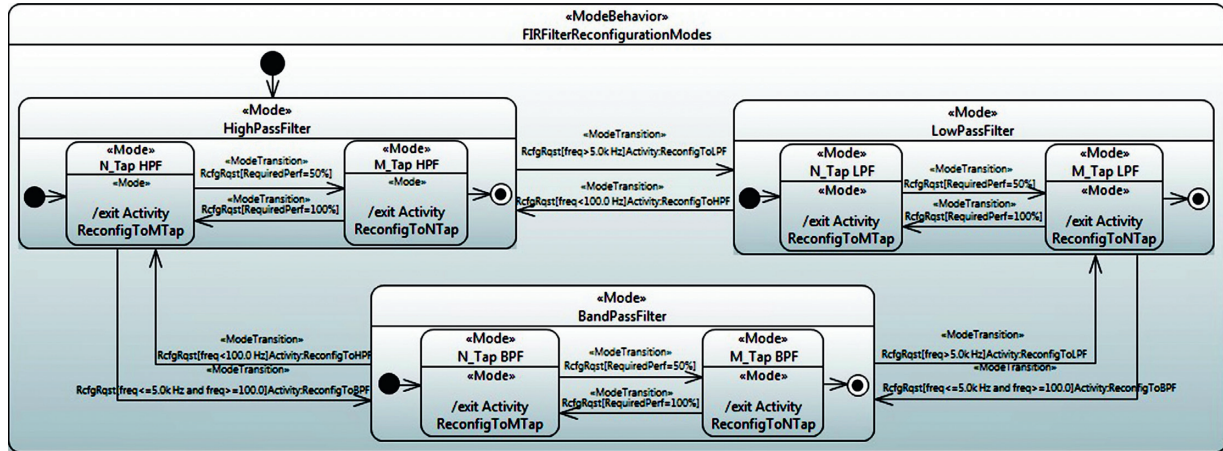 «ModeBehavior»
FIRFilterReconfigurationModes
«Mode»
HighPassFilter
«Mode»
N_Tap HPF
«Mode»
/exit Activity
ReconfigToMTap
«ModeTransition»
RcfgRqst[RequiredPerf=50%]
«ModeTransition»
RcfgRqst[RequiredPerf=100%]
«Mode»
M_Tap HPF
«Mode»
/exit Activity
ReconfigToNTap
«ModeTransition»
RcfgRqst[freq>5.0k Hz]Activity:ReconfigToLPF
«ModeTransition»
RcfgRqst[freq<100.0 Hz]Activity:ReconfigToHPF
«Mode»
LowPassFilter
«Mode»
N_Tap LPF
«Mode»
/exit Activity
ReconfigToMTap
«ModeTransition»
RcfgRqst[RequiredPerf=50%]
«ModeTransition»
RcfgRqst[RequiredPerf=100%]
«Mode»
M_Tap LPF
«Mode»
/exit Activity
ReconfigToNTap
«ModeTransition»
RcfgRqst[freq<100.0 Hz]Activity:ReconfigToHPF
«ModeTransition»
RcfgRqst[freq<=5.0k Hz and freq>=100.0]Activity:ReconfigToBPF
«Mode»
BandPassFilter
«Mode»
N_Tap BPF
«Mode»
/exit Activity
ReconfigToMTap
«ModeTransition»
RcfgRqst[RequiredPerf=50%]
«ModeTransition»
RcfgRqst[RequiredPerf=100%]
«Mode»
M_Tap BPF
«Mode»
/exit Activity
ReconfigToNTap
«ModeTransition»
RcfgRqst[freq>5.0k Hz]Activity:ReconfigToLPF
«ModeTransition»
RcfgRqst[freq<=5.0k Hz and freq>=100.0]Activity:ReconfigToBPF